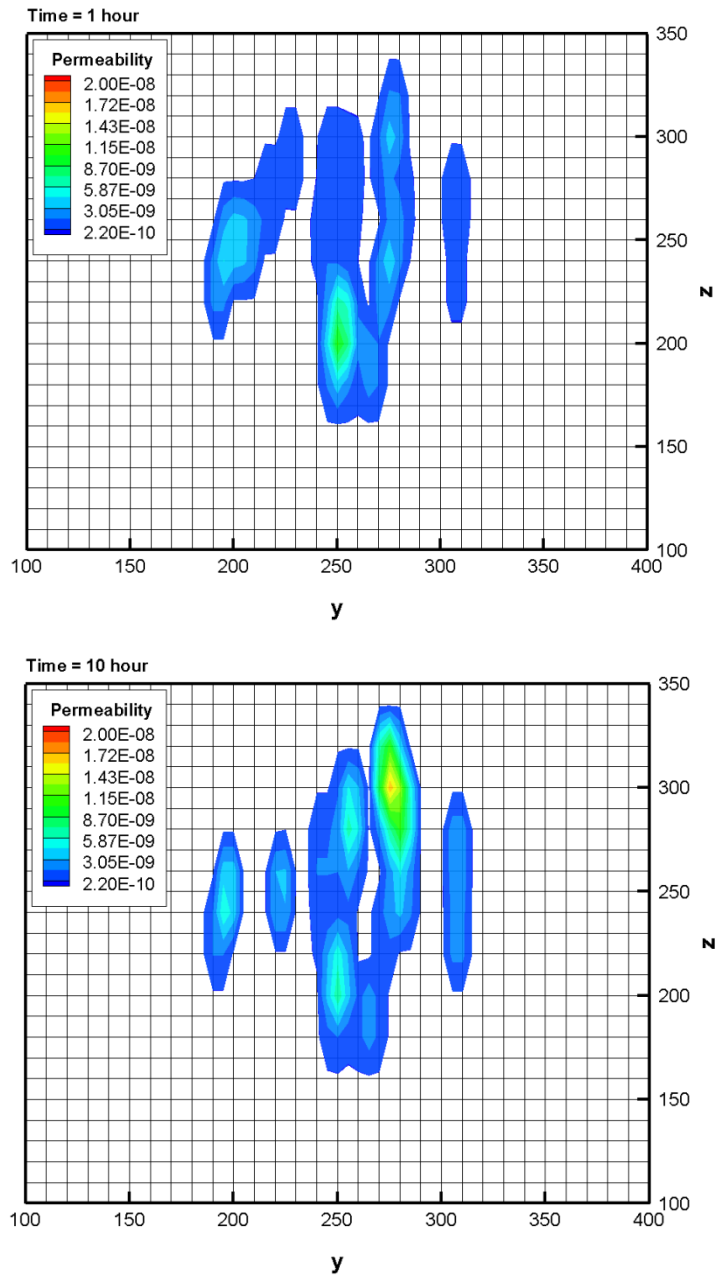 Time = 1 hour
Permeability
2.00E-08
1.72E-08
1.43E-08
1.15E-08
8.70E-09
5.87E-09
3.05E-09
2.20E-10
350
300
250
200
150
100
z
100 150 200 250 300 350 400
y
Time = 10 hour
Permeability
2.00E-08
1.72E-08
1.43E-08
1.15E-08
8.70E-09
5.87E-09
3.05E-09
2.20E-10
350
300
250
200
150
100
z
100 150 200 250 300 350 400
y